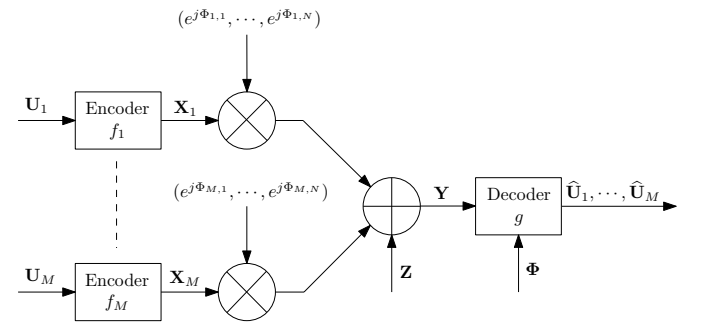 (e^{jΦ_{1,1}}, ⋯, e^{jΦ_{1,N}})
U_1
Encoder
f_1
X_1
(e^{jΦ_{M,1}}, ⋯, e^{jΦ_{M,N}})
Y
Decoder
g
Û_1, ⋯, Û_M
Z
Φ
U_M
Encoder
f_M
X_M